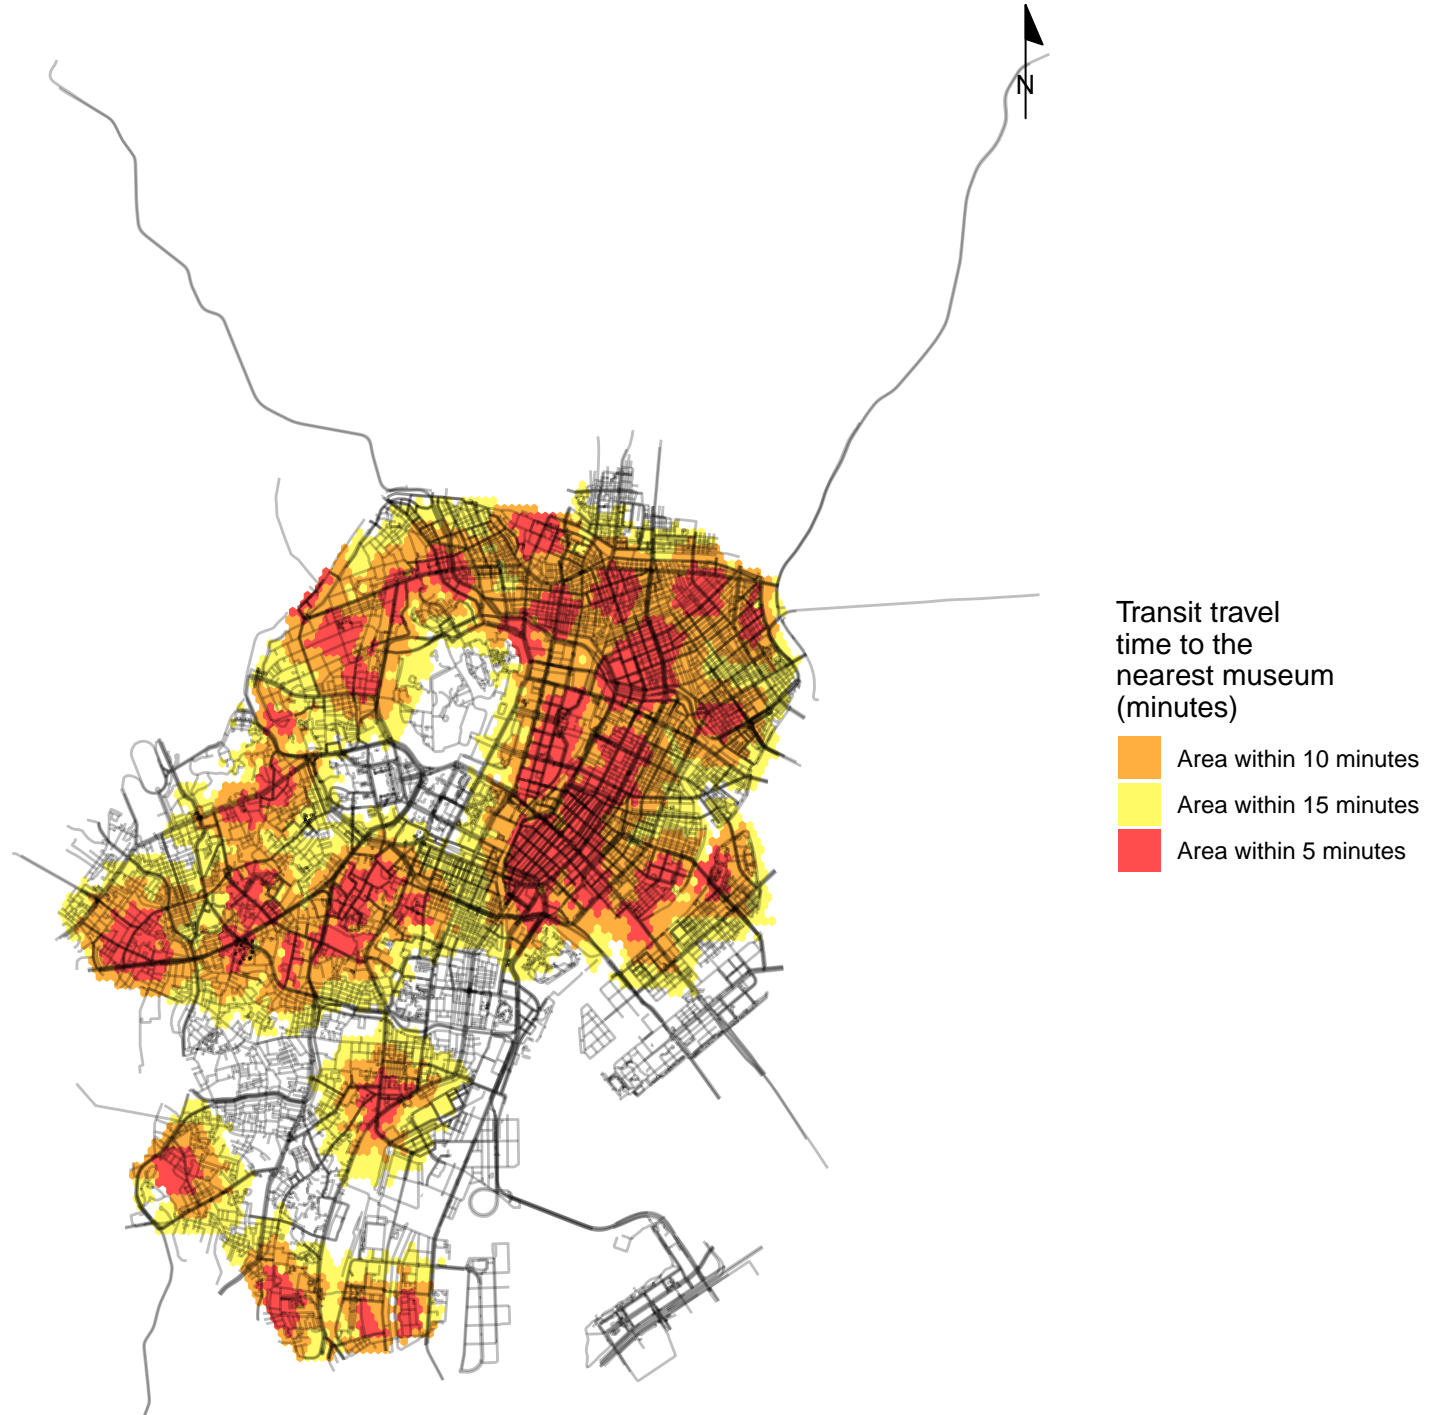 N
Transit travel
time to the
nearest museum
(minutes)
Area within 10 minutes
Area within 15 minutes
Area within 5 minutes